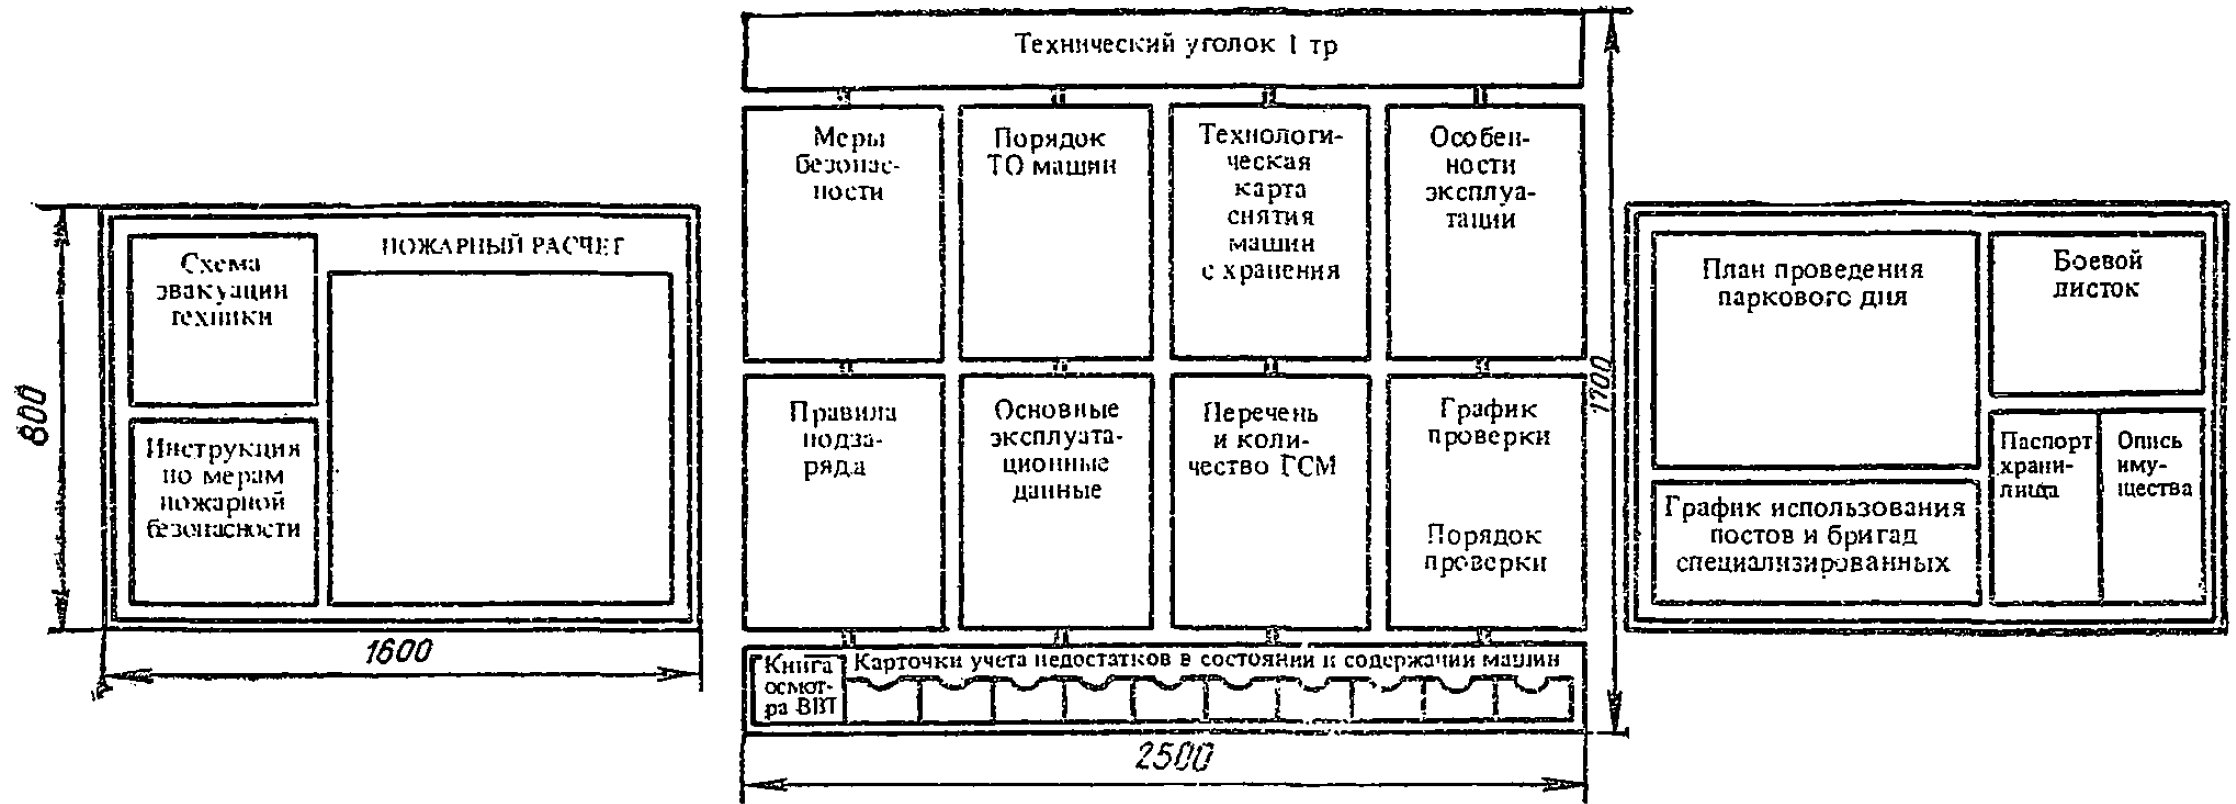 Технический уголок 1 тр
Меры
безопас-
ности
Порядок
ТО машин
Технологи-
ческая
карта
снятия
машин
с хранения
Особен-
ности
эксплуа-
тации
Правила
подза-
ряда
Основные
эксплуата-
ционные
данные
Перечень
и коли-
чество ГСМ
График
проверки
Порядок
проверки
Книга
осмот-
ра ВВТ
Карточки учета недостатков в состоянии и содержании машин
2500
1700
ПОЖАРНЫЙ РАСЧЕТ
Схема
эвакуации
техники
Инструкция
по мерам
пожарной
безопасности
800
1600
План проведения
паркового дня
Боевой
листок
График использования
постов и бригад
специализированных
Паспорт
храни-
лища
Опись
иму-
щества